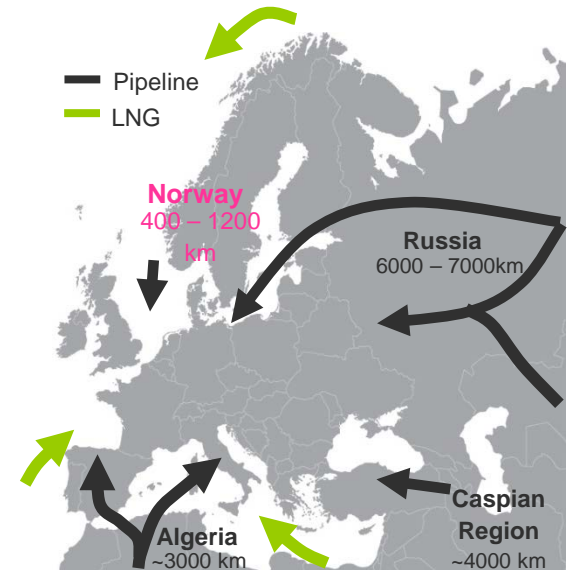 Pipeline
LNG
Norway
400 – 1200
km
Russia
6000 – 7000km
Caspian
Region
~4000 km
Algeria
~3000 km